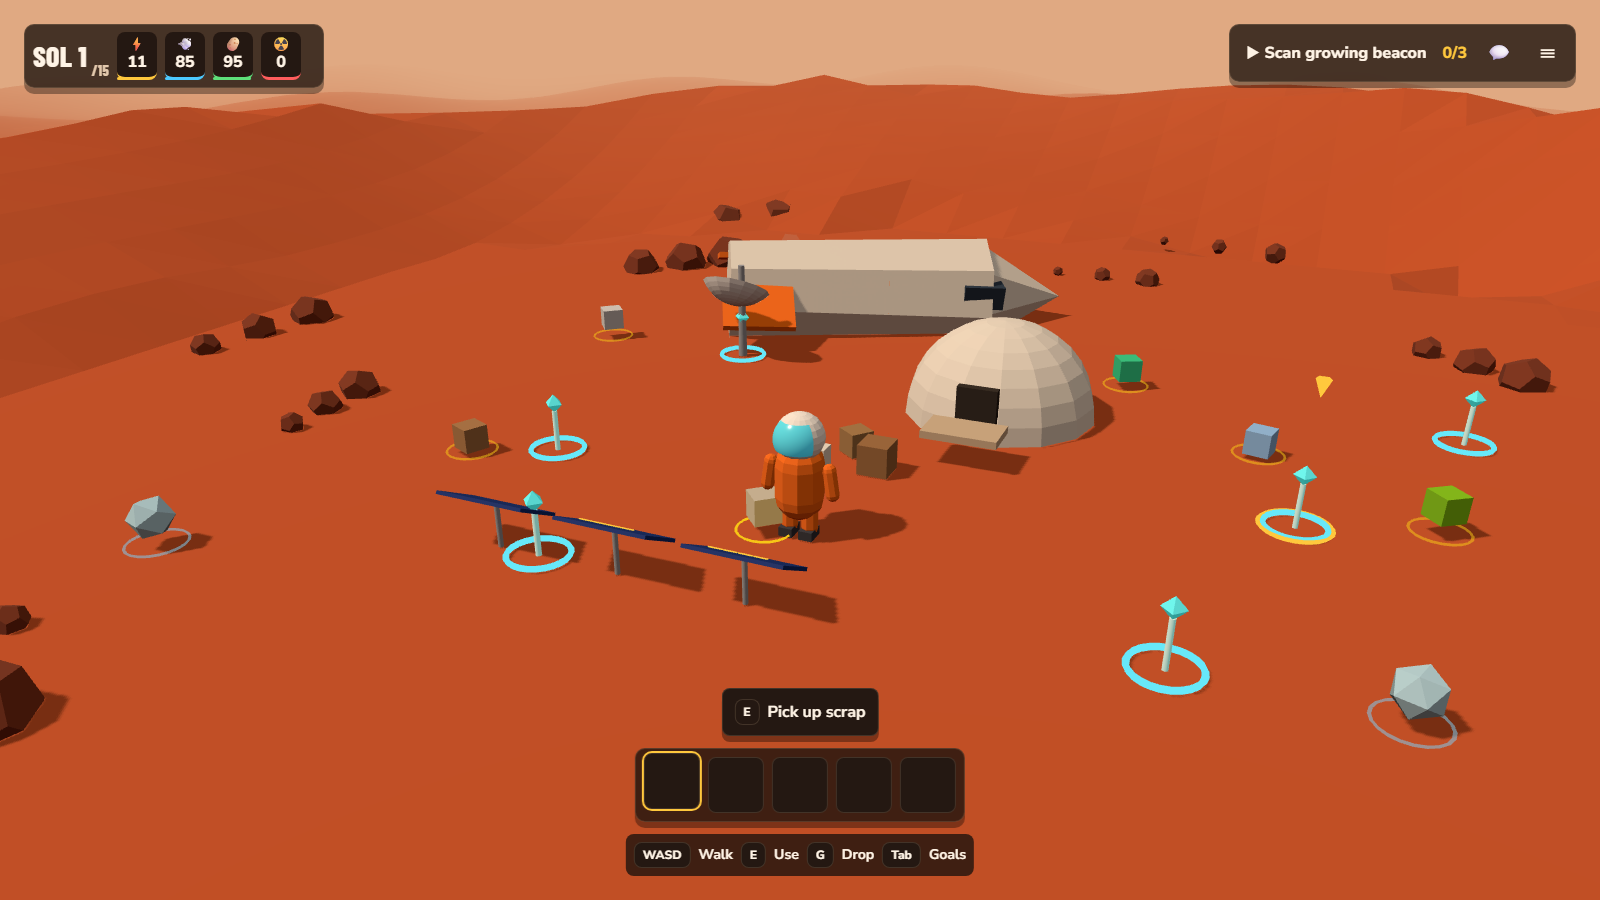 SOL 1 /15
11 85 95 0
Scan growing beacon 0/3
E Pick up scrap
WASD Walk E Use G Drop Tab Goals